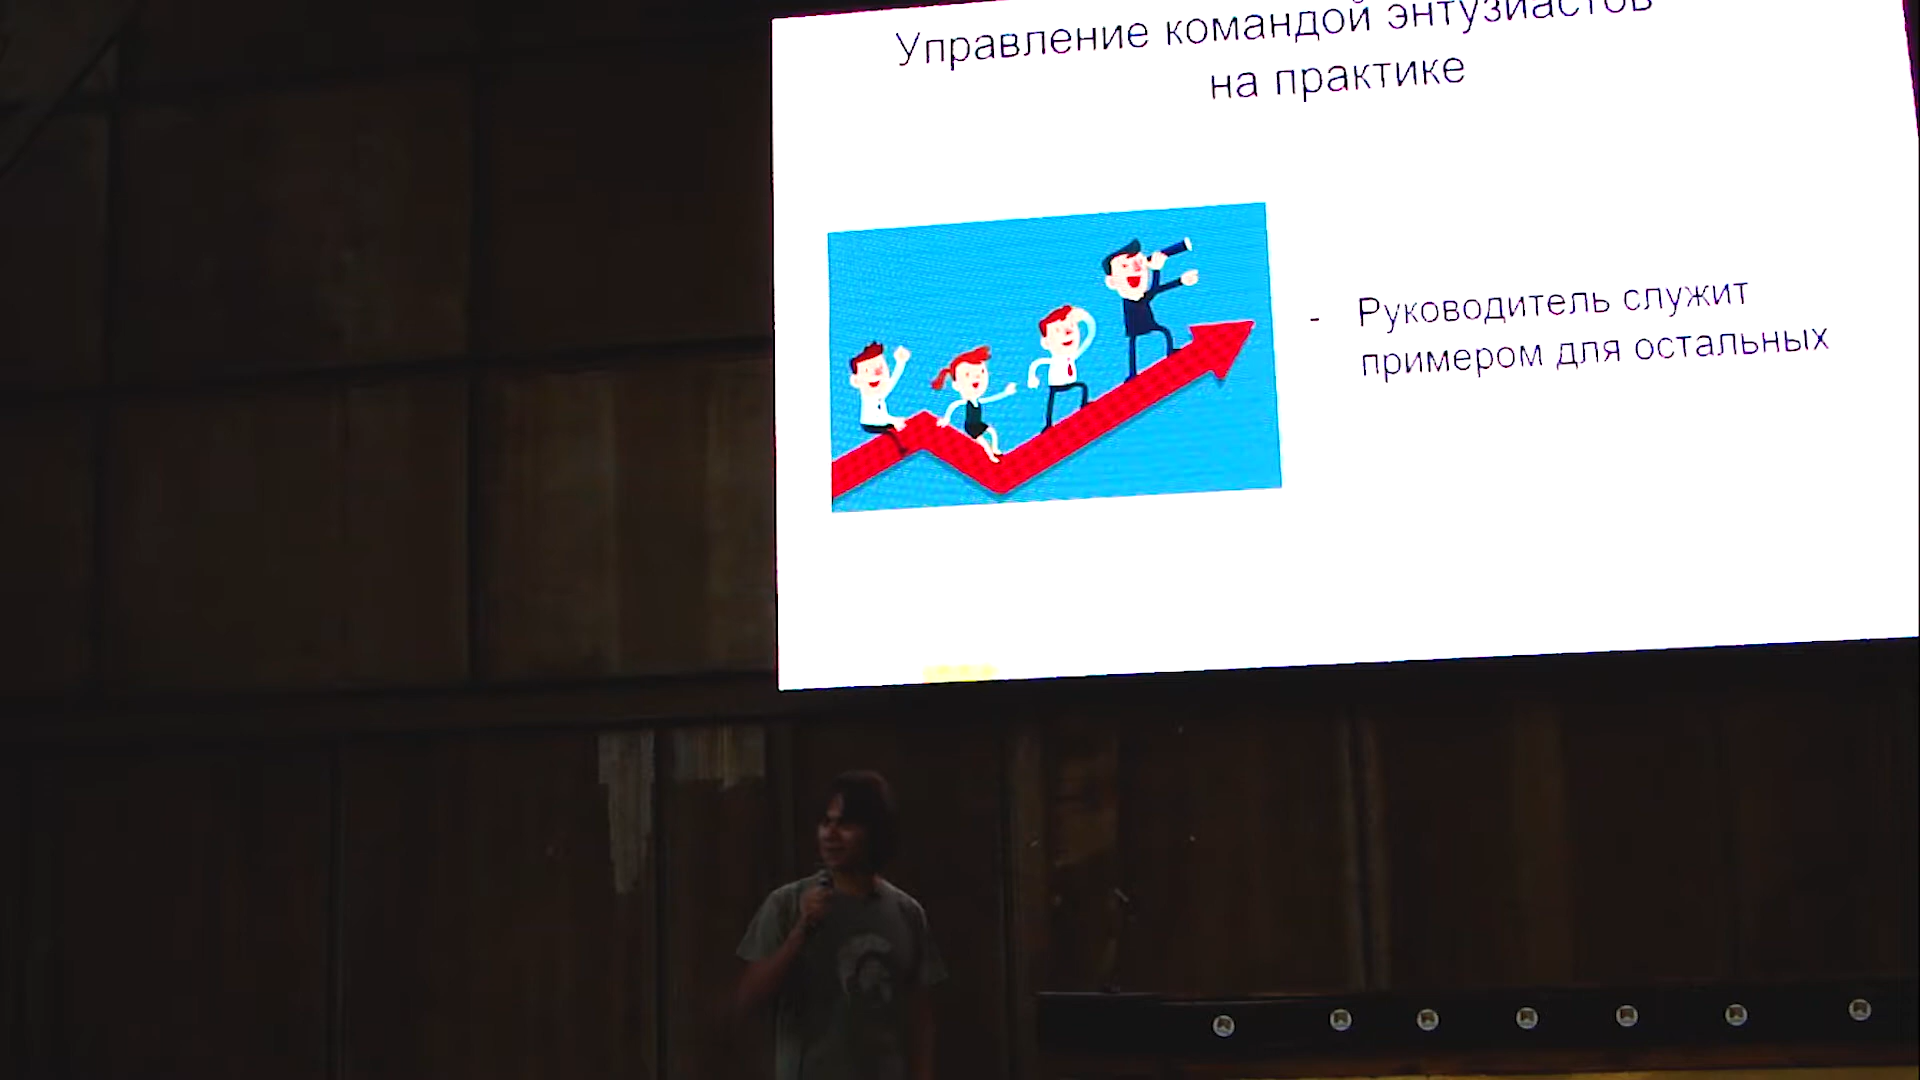 Управление командой энтузиастов
на практике
- Руководитель служит
примером для остальных